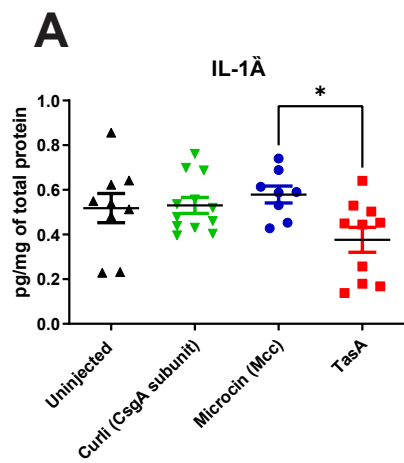 A
IL-1Ȁ
*
pg/mg of total protein
1.0
0.8
0.6
0.4
0.2
0.0
Uninjected
Curli (CsgA subunit)
Microcin (Mcc)
TasA